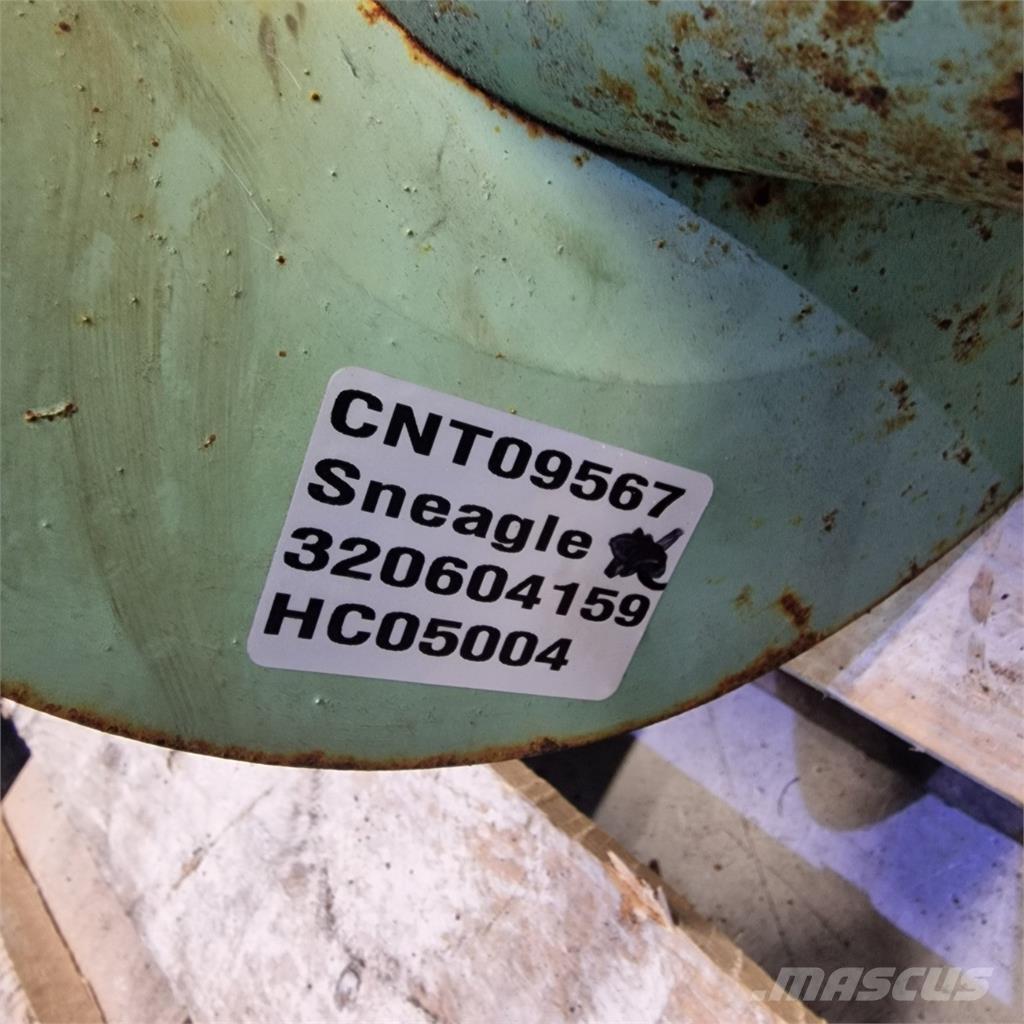 CNT09567
Sneagle
320604159
HC05004
MASCUS